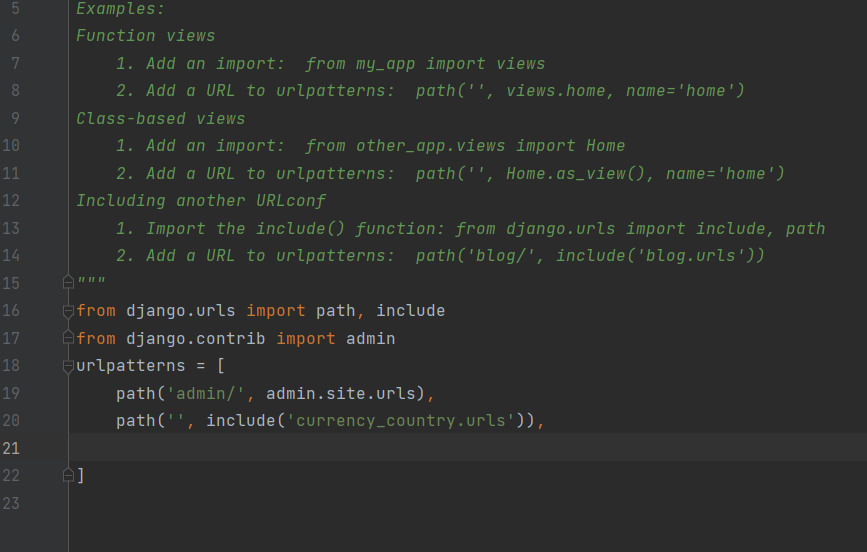 5 Examples:
6 Function views
7     1. Add an import:  from my_app import views
8     2. Add a URL to urlpatterns:  path('', views.home, name='home')
9 Class-based views
10     1. Add an import:  from other_app.views import Home
11     2. Add a URL to urlpatterns:  path('', Home.as_view(), name='home')
12 Including another URLconf
13     1. Import the include() function: from django.urls import include, path
14     2. Add a URL to urlpatterns:  path('blog/', include('blog.urls'))
15 """
16 from django.urls import path, include
17 from django.contrib import admin
18 urlpatterns = [
19     path('admin/', admin.site.urls),
20     path('', include('currency_country.urls')),
21
22 ]
23